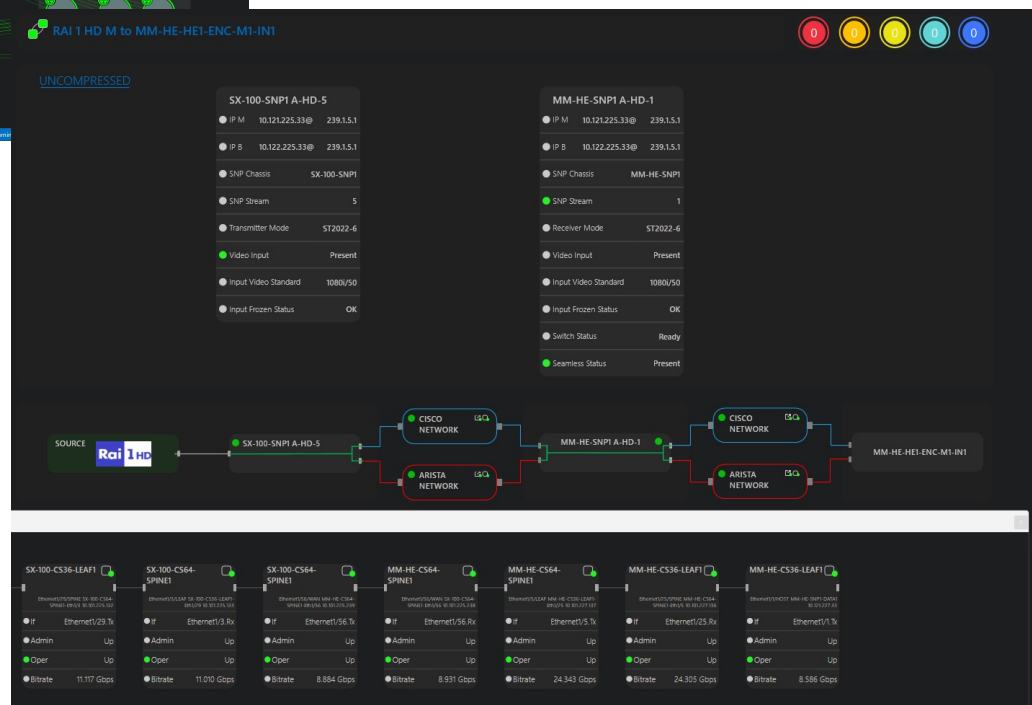 RAI 1 HD M to MM-HE-HE1-ENC-M1-IN1
0 0 0 0 0
UNCOMPRESSED
SX-100-SNP1 A-HD-5
IP M 10.121.225.33@ 239.1.5.1
IP B 10.122.225.33@ 239.1.5.1
SNP Chassis SX-100-SNP1
SNP Stream 5
Transmitter Mode ST2022-6
Video Input Present
Input Video Standard 1080i/50
Input Frozen Status OK
MM-HE-SNP1 A-HD-1
IP M 10.121.225.33@ 239.1.5.1
IP B 10.122.225.33@ 239.1.5.1
SNP Chassis MM-HE-SNP1
SNP Stream 1
Receiver Mode ST2022-6
Video Input Present
Input Video Standard 1080i/50
Input Frozen Status OK
Switch Status Ready
Seamless Status Present
SOURCE
Rai 1 HD
SX-100-SNP1 A-HD-5
CISCO
NETWORK
ARISTA
NETWORK
MM-HE-SNP1 A-HD-1
CISCO
NETWORK
ARISTA
NETWORK
MM-HE-HE1-ENC-M1-IN1
SX-100-CS36-LEAF1
If Ethernet1/29.Tx
Admin Up
Oper Up
Bitrate 11.117 Gbps
SX-100-CS64-
SPINE1
If Ethernet1/3.Rx
Admin Up
Oper Up
Bitrate 11.010 Gbps
SX-100-CS64-
SPINE1
If Ethernet1/56.Tx
Admin Up
Oper Up
Bitrate 8.884 Gbps
MM-HE-CS64-
SPINE1
If Ethernet1/56.Rx
Admin Up
Oper Up
Bitrate 8.931 Gbps
MM-HE-CS64-
SPINE1
If Ethernet1/5.Tx
Admin Up
Oper Up
Bitrate 24.343 Gbps
MM-HE-CS36-LEAF1
If Ethernet1/25.Rx
Admin Up
Oper Up
Bitrate 24.305 Gbps
MM-HE-CS36-LEAF1
If Ethernet1/1.Tx
Admin Up
Oper Up
Bitrate 8.586 Gbps